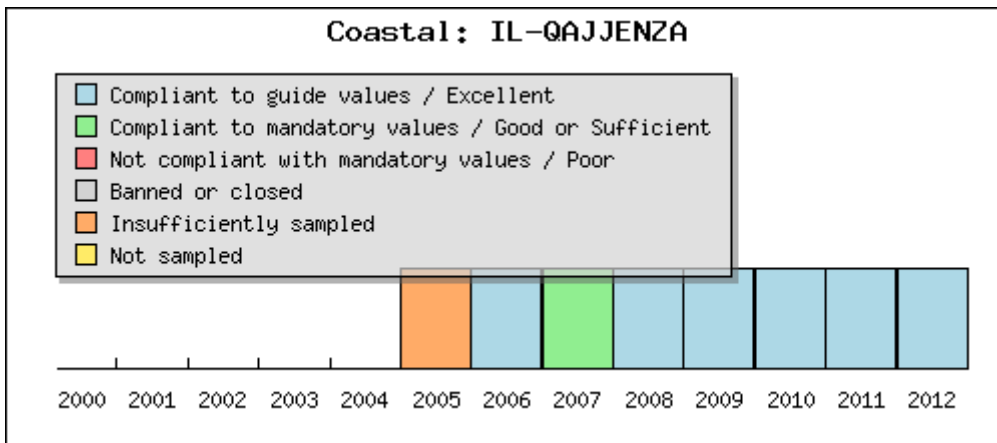 Coastal: IL-QAJJENZA
Compliant to guide values / Excellent
Compliant to mandatory values / Good or Sufficient
Not compliant with mandatory values / Poor
Banned or closed
Insufficiently sampled
Not sampled
2000 2001 2002 2003 2004 2005 2006 2007 2008 2009 2010 2011 2012